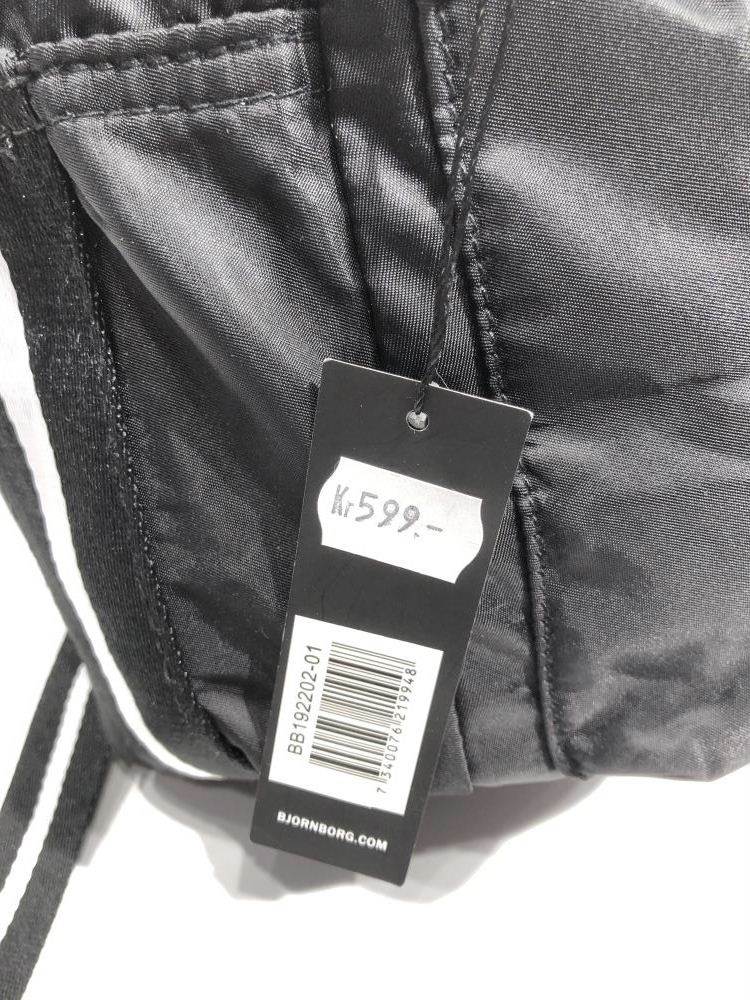 Kr599.-
BB192202-01
7 340076 219948
BJORNBORG.COM